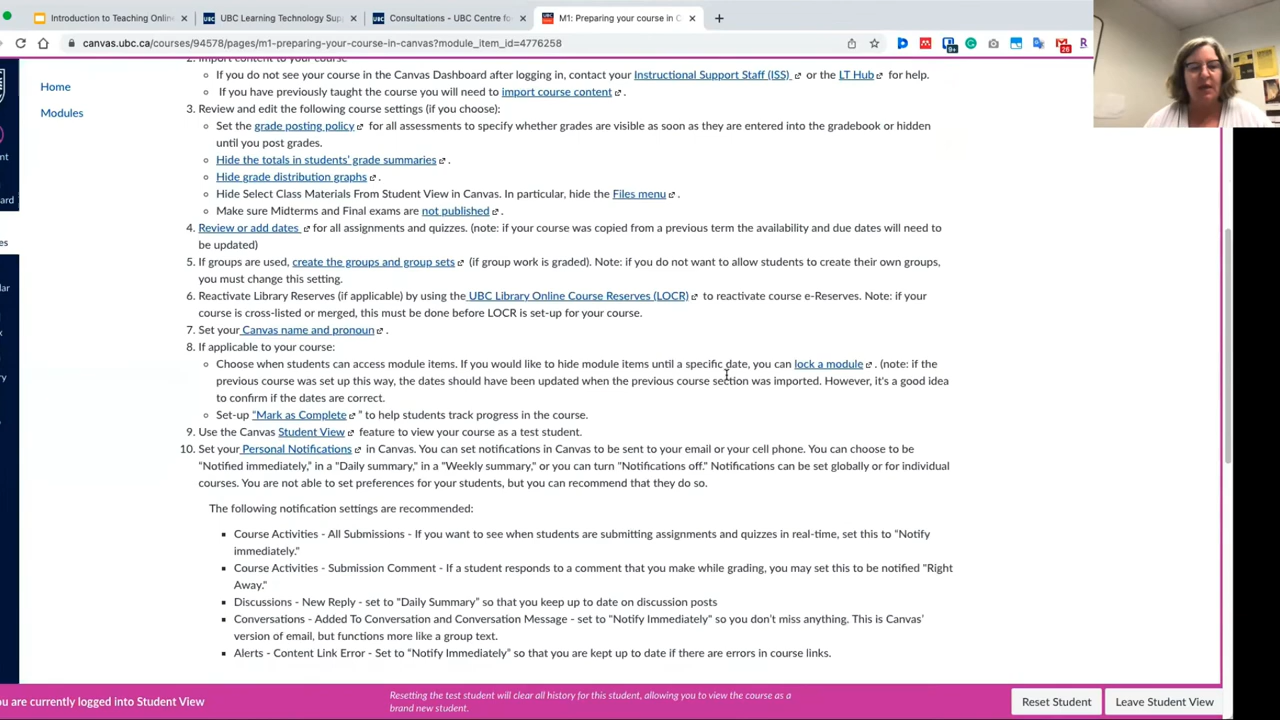 Introduction to Teaching Online
UBC Learning Technology Sup
Consultations - UBC Centre fo
M1: Preparing your course in C
canvas.ubc.ca/courses/94578/pages/m1-preparing-your-course-in-canvas?module_item_id=4776258
9+
26
R
Home
Modules
2. Import content to your course
If you do not see your course in the Canvas Dashboard after logging in, contact your Instructional Support Staff (ISS) or the LT Hub for help.
If you have previously taught the course you will need to import course content.
3. Review and edit the following course settings (if you choose):
Set the grade posting policy for all assessments to specify whether grades are visible as soon as they are entered into the gradebook or hidden
until you post grades.
Hide the totals in students' grade summaries.
Hide grade distribution graphs.
Hide Select Class Materials From Student View in Canvas. In particular, hide the Files menu.
Make sure Midterms and Final exams are not published.
4. Review or add dates for all assignments and quizzes. (note: if your course was copied from a previous term the availability and due dates will need to
be updated)
5. If groups are used, create the groups and group sets (if group work is graded). Note: if you do not want to allow students to create their own groups,
you must change this setting.
6. Reactivate Library Reserves (if applicable) by using the UBC Library Online Course Reserves (LOCR) to reactivate course e-Reserves. Note: if your
course is cross-listed or merged, this must be done before LOCR is set-up for your course.
7. Set your Canvas name and pronoun.
8. If applicable to your course:
Choose when students can access module items. If you would like to hide module items until a specific date, you can lock a module. (note: if the
previous course was set up this way, the dates should have been updated when the previous course section was imported. However, it's a good idea
to confirm if the dates are correct.
Set-up "Mark as Complete" to help students track progress in the course.
9. Use the Canvas Student View feature to view your course as a test student.
10. Set your Personal Notifications in Canvas. You can set notifications in Canvas to be sent to your email or your cell phone. You can choose to be
"Notified immediately," in a "Daily summary," in a "Weekly summary," or you can turn "Notifications off." Notifications can be set globally or for individual
courses. You are not able to set preferences for your students, but you can recommend that they do so.
The following notification settings are recommended:
Course Activities - All Submissions - If you want to see when students are submitting assignments and quizzes in real-time, set this to "Notify
immediately."
Course Activities - Submission Comment - If a student responds to a comment that you make while grading, you may set this to be notified "Right
Away."
Discussions - New Reply - set to "Daily Summary" so that you keep up to date on discussion posts
Conversations - Added To Conversation and Conversation Message - set to "Notify Immediately" so you don't miss anything. This is Canvas'
version of email, but functions more like a group text.
Alerts - Content Link Error - Set to "Notify Immediately" so that you are kept up to date if there are errors in course links.
ou are currently logged into Student View
Resetting the test student will clear all history for this student, allowing you to view the course as a
brand new student.
Reset Student
Leave Student View